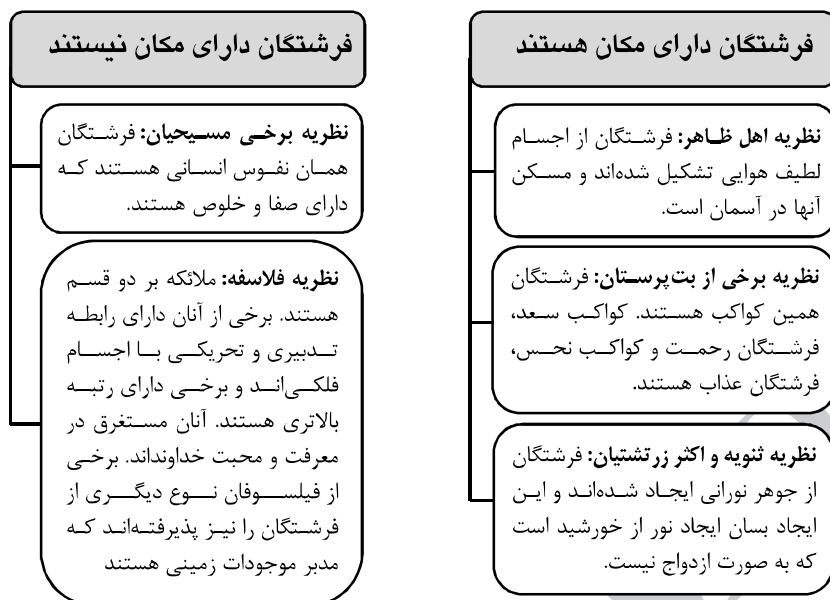 فرشتگان دارای مکان هستند
نظریه اهل ظاهر: فرشتگان از اجسام
لطیف هوایی تشکیل شده‌اند و مسکن
آنها در آسمان است.
نظریه برخی از بت‌پرستان: فرشتگان
همین کواکب هستند. کواکب سعد،
فرشتگان رحمت و کواکب نحس،
فرشتگان عذاب هستند.
نظریه ثنویه و اکثر زرتشتیان: فرشتگان
از جوهر نورانی ایجاد شده‌اند و این
ایجاد بسان ایجاد نور از خورشید است
که به صورت ازدواج نیست.
فرشتگان دارای مکان نیستند
نظریه برخی مسیحیان: فرشتگان
همان نفوس انسانی هستند که
دارای صفا و خلوص هستند.
نظریه فلاسفه: ملائکه بر دو قسم
هستند. برخی از آنان دارای رابطه
تدبیری و تحریکی با اجسام
فلکی‌اند و برخی دارای رتبه
بالاتری هستند. آنان مستغرق در
معرفت و محبت خداونداند. برخی
از فیلسوفان نوع دیگری از
فرشتگان را نیز پذیرفته‌اند که
مدبر موجودات زمینی هستند